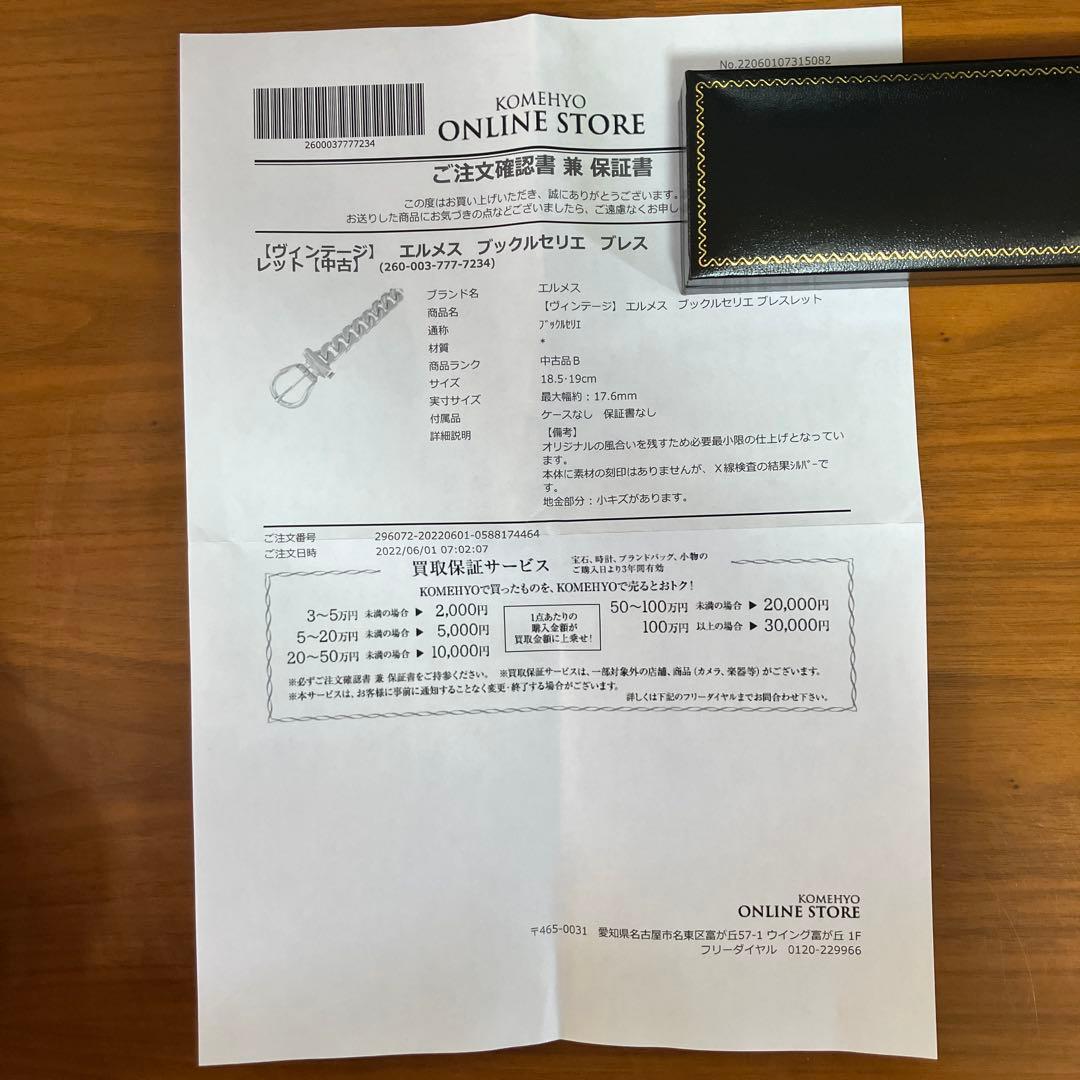 No.22060107315082
2600037777234
KOMEHYO
ONLINE STORE
ご注文確認書 兼 保証書
この度はお買い上げいただき、誠にありがとうございます。
お送りした商品にお気づきの点などございましたら、ご遠慮なくお申し
【ヴィンテージ】 エルメス ブックルセリエ ブレス
レット【中古】 (260-003-777-7234)
ブランド名 エルメス
商品名 【ヴィンテージ】 エルメス ブックルセリエ ブレスレット
通称 ﾌﾞｯｸﾙｾﾘｴ
材質 *
商品ランク 中古品B
サイズ 18.5･19cm
実寸サイズ 最大幅約：17.6mm
付属品 ケースなし 保証書なし
詳細説明 【備考】
オリジナルの風合いを残すため必要最小限の仕上げとなってい
ます。
本体に素材の刻印はありませんが、X線検査の結果ｼﾙﾊﾞｰで
す。
地金部分：小キズがあります。
ご注文番号 296072-20220601-0588174464
ご注文日時 2022/06/01 07:02:07
買取保証サービス 宝石、時計、ブランドバッグ、小物の
ご購入日より3年間有効
KOMEHYOで買ったものを、KOMEHYOで売るとおトク！
3～5万円 未満の場合 ▶ 2,000円
5～20万円 未満の場合 ▶ 5,000円
20～50万円 未満の場合 ▶ 10,000円
1点あたりの
購入金額が
買取金額に上乗せ！
50～100万円 未満の場合 ▶ 20,000円
100万円 以上の場合 ▶ 30,000円
※必ずご注文確認書 兼 保証書をご持参ください。 ※買取保証サービスは、一部対象外の店舗、商品（カメラ、楽器等）がございます。
※本サービスは、お客様に事前に通知することなく変更・終了する場合がございます。
詳しくは下記のフリーダイヤルまでお問合わせ下さい。
KOMEHYO
ONLINE STORE
〒465-0031 愛知県名古屋市名東区富が丘57-1 ウイング富が丘 1F
フリーダイヤル 0120-229966